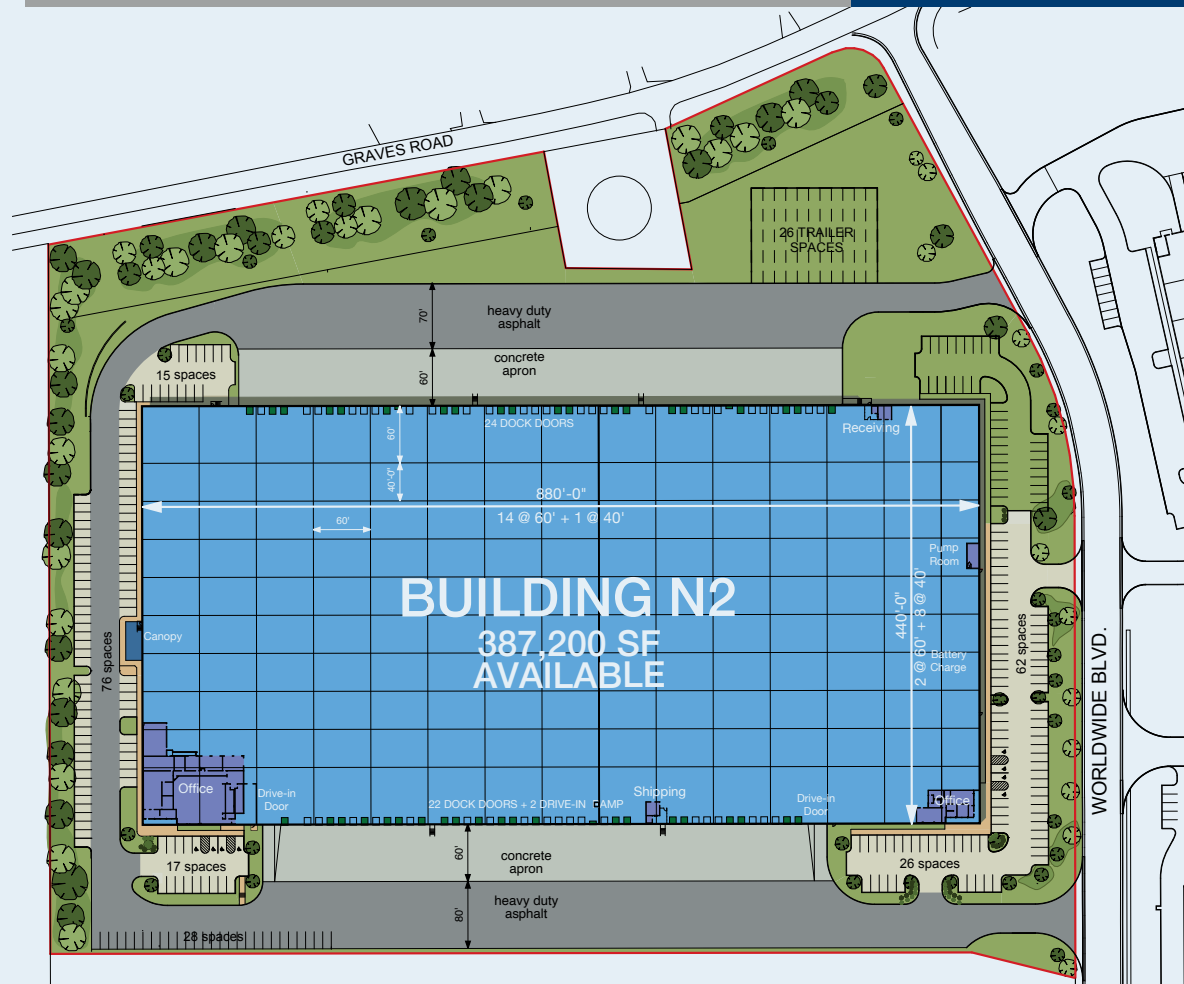 GRAVES ROAD
26 TRAILER
SPACES
70'
heavy duty
asphalt
60'
concrete
apron
15 spaces
24 DOCK DOORS
Receiving
60'
40'-0"
60'
880'-0"
14 @ 60' + 1 @ 40'
Pump
Room
BUILDING N2
387,200 SF
AVAILABLE
440'-0"
2 @ 60' + 8 @ 40'
Canopy
76 spaces
Battery
Charge
62 spaces
WORLDWIDE BLVD.
Office
Drive-in
Door
22 DOCK DOORS + 2 DRIVE-IN RAMP
Shipping
Drive-in
Door
Office
17 spaces
60'
concrete
apron
26 spaces
80'
heavy duty
asphalt
28 spaces